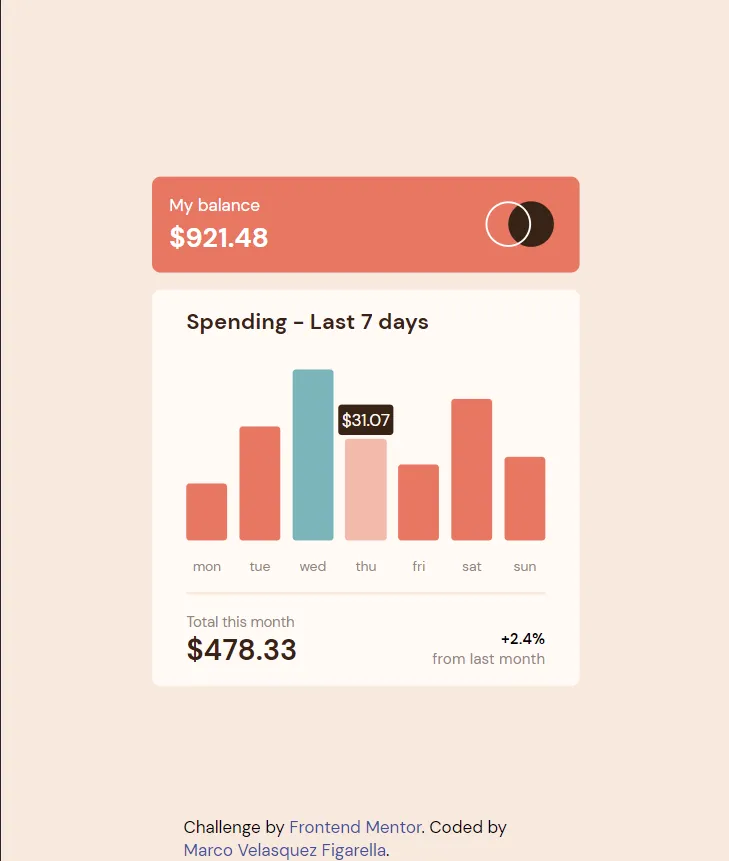 My balance
$921.48
Spending - Last 7 days
$31.07
mon tue wed thu fri sat sun
Total this month
$478.33
+2.4%
from last month
Challenge by Frontend Mentor. Coded by
Marco Velasquez Figarella.